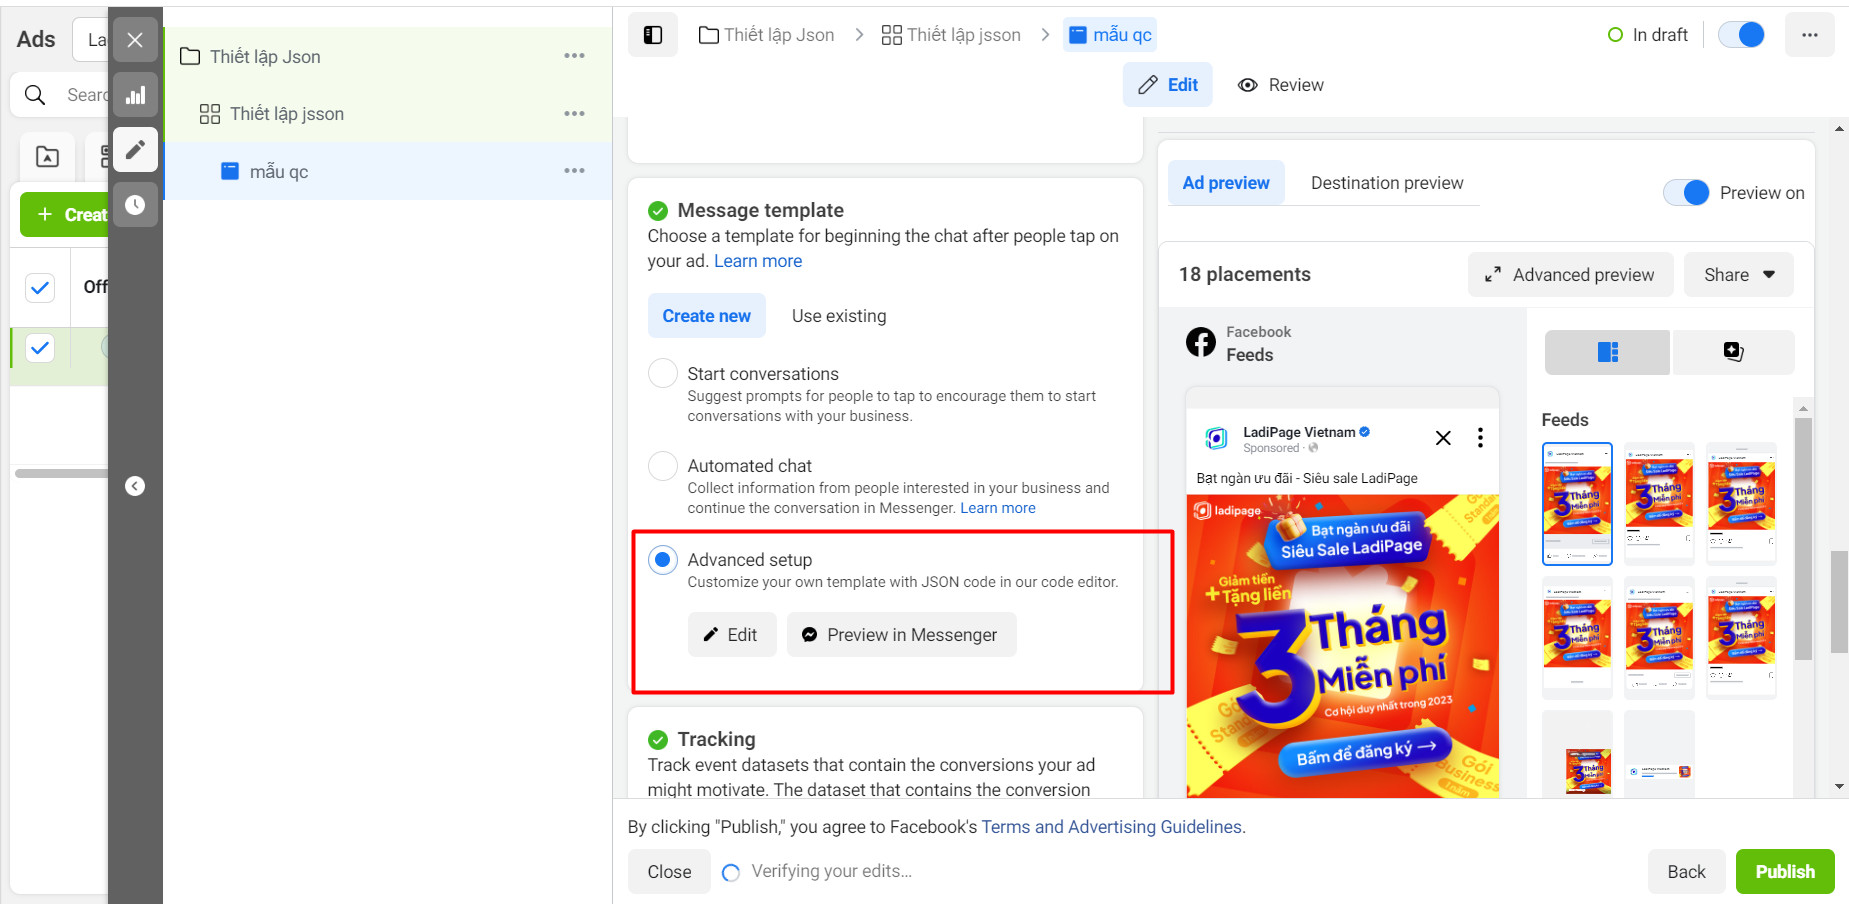 Ads
Searc
+ Creat
Off
Thiết lập Json
Thiết lập jsson
mẫu qc
Thiết lập Json > Thiết lập jsson > mẫu qc
In draft
Edit
Review
Message template
Choose a template for beginning the chat after people tap on
your ad. Learn more
Create new
Use existing
Start conversations
Suggest prompts for people to tap to encourage them to start
conversations with your business.
Automated chat
Collect information from people interested in your business and
continue the conversation in Messenger. Learn more
Advanced setup
Customize your own template with JSON code in our code editor.
Edit
Preview in Messenger
Tracking
Track event datasets that contain the conversions your ad
might motivate. The dataset that contains the conversion
Ad preview
Destination preview
Preview on
18 placements
Advanced preview
Share
Facebook
Feeds
LadiPage Vietnam
Sponsored ·
Bạt ngàn ưu đãi - Siêu sale LadiPage
ladipage
Bạt ngàn ưu đãi
Siêu Sale LadiPage
Giảm tiền
+Tặng liền
3 Tháng
Miễn phí
Cơ hội duy nhất trong 2023
Bấm để đăng ký →
Gói
Business
1 năm
Feeds
By clicking "Publish," you agree to Facebook's Terms and Advertising Guidelines.
Close
Verifying your edits...
Back
Publish